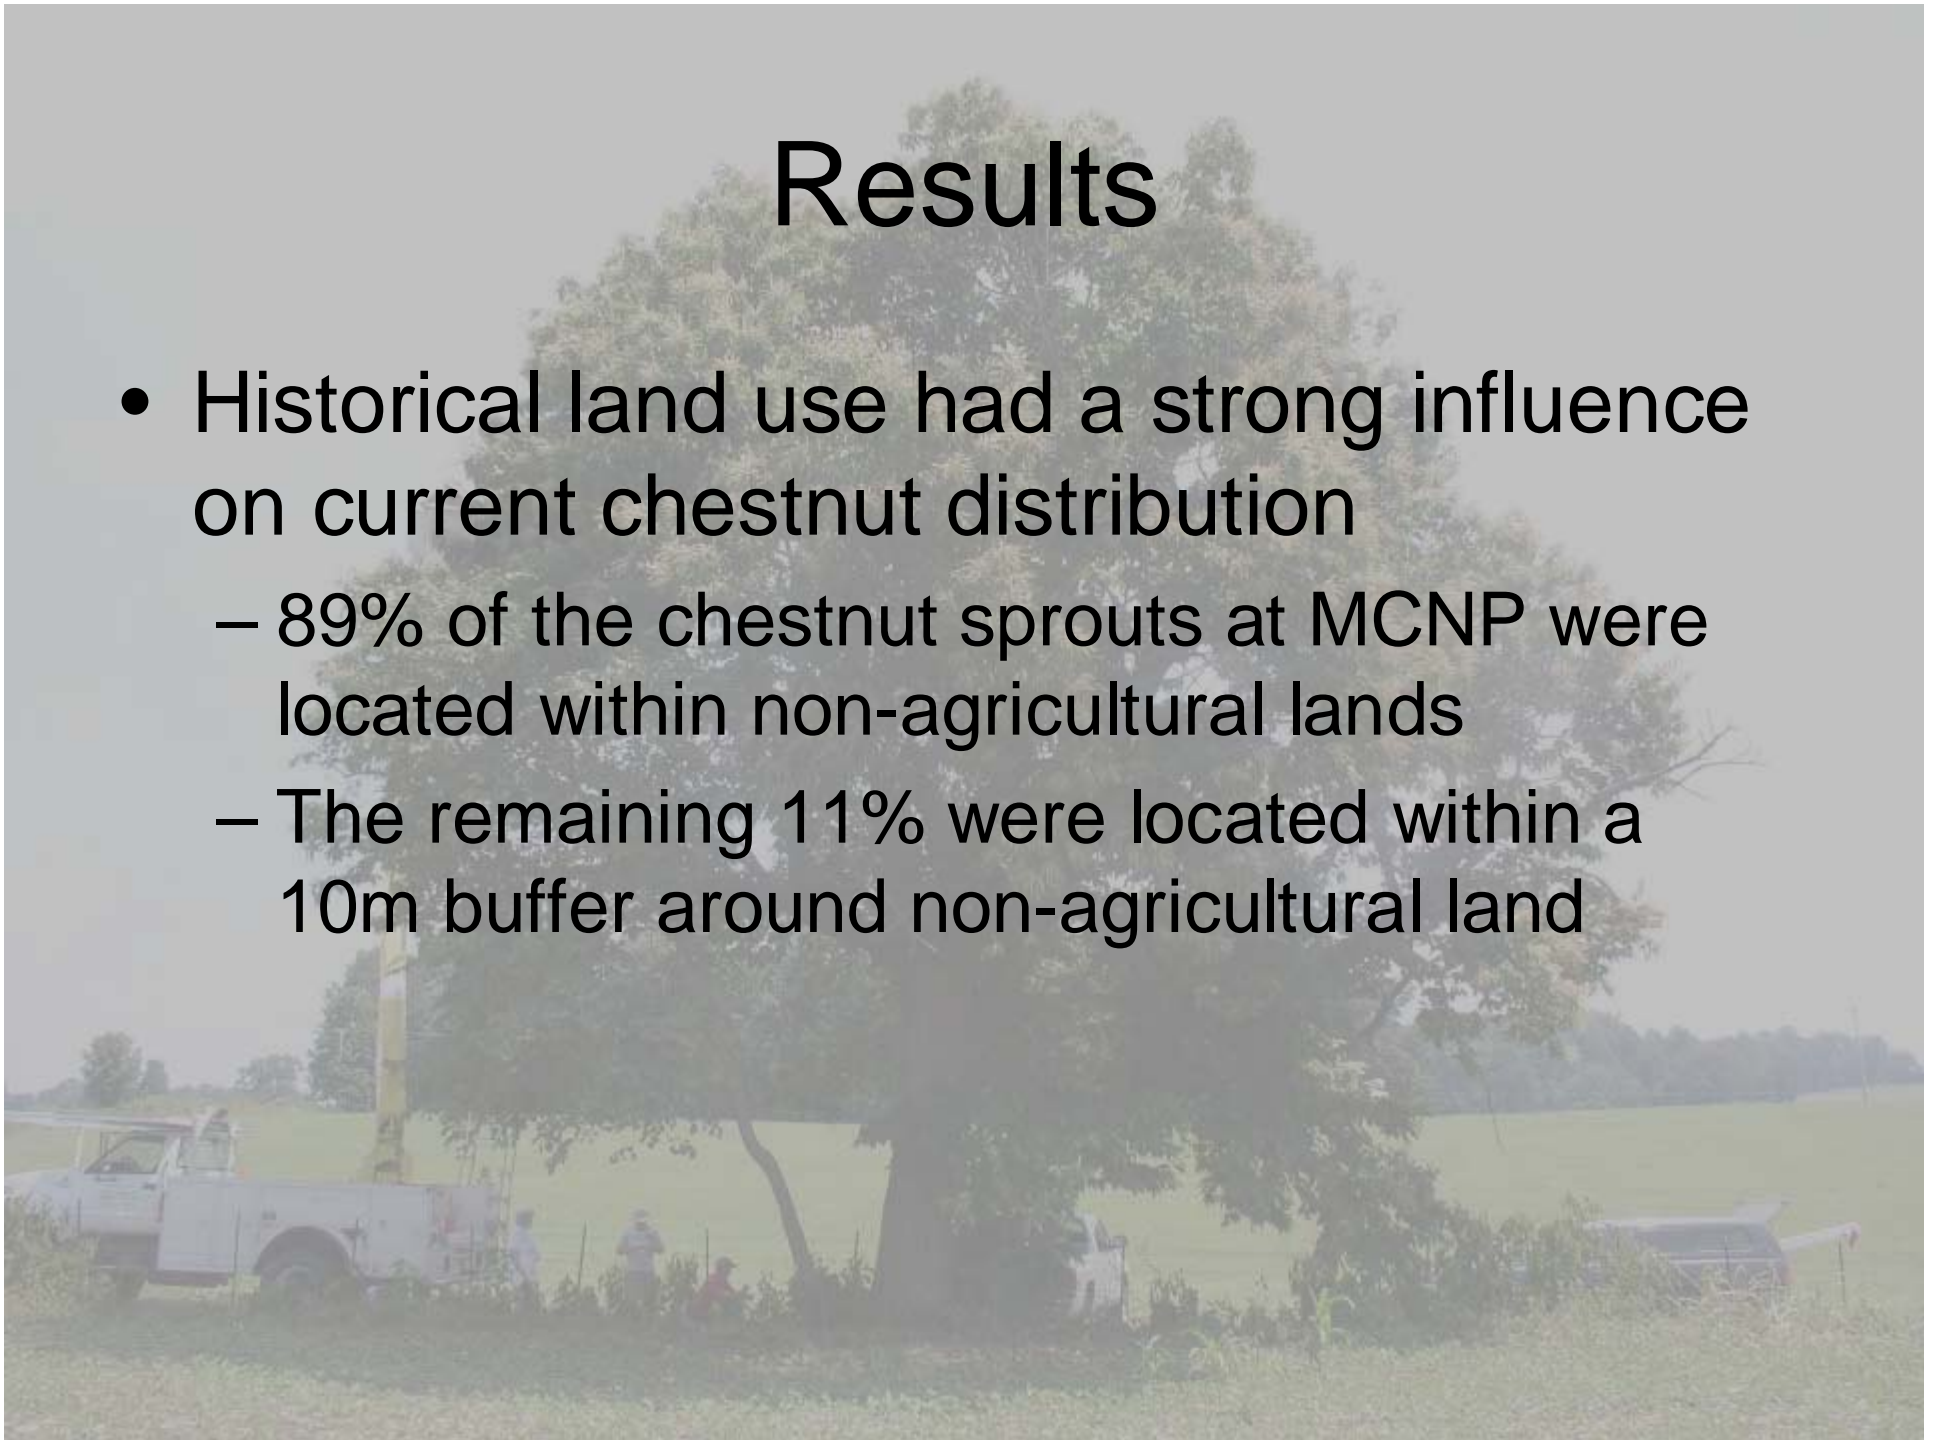 Results
• Historical land use had a strong influence
on current chestnut distribution
– 89% of the chestnut sprouts at MCNP were
located within non-agricultural lands
– The remaining 11% were located within a
10m buffer around non-agricultural land